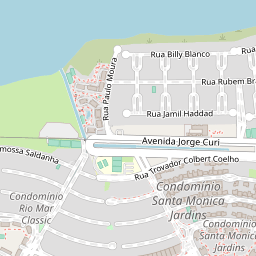 Rua Billy Blanco
Rua Paulo Moura
Rua Rubem Br
Rua Jamil Haddad
Avenida Jorge Curi
mossa Saldanha
Rua Trovador Colbert Coelho
Condominio
Rio Mar
Classic
Condominio
Santa Monica
Jardins
Condominio
Santa Monica
Jardins